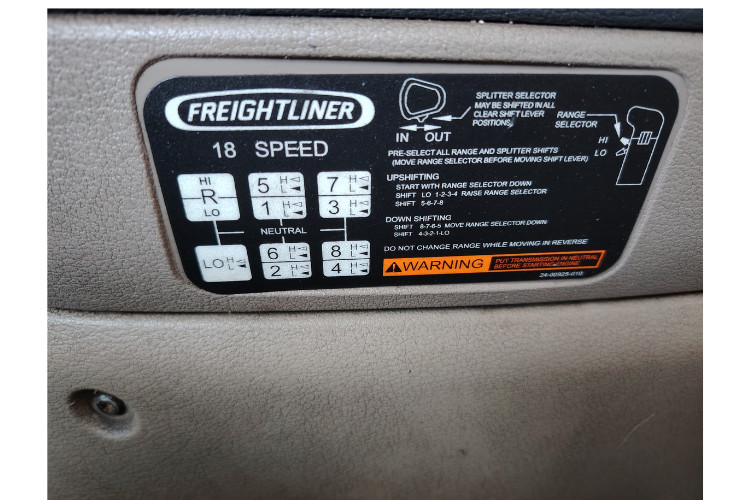 FREIGHTLINER
18 SPEED
HI
R
LO
5 H L
1 H L
7 H L
3 H L
NEUTRAL
LO H L
6 H L
2 H L
8 H L
4 H L
SPLITTER SELECTOR
MAY BE SHIFTED IN ALL
CLEAR SHIFT LEVER
POSITIONS.
IN OUT
RANGE
SELECTOR
HI
LO
PRE-SELECT ALL RANGE AND SPLITTER SHIFTS
(MOVE RANGE SELECTOR BEFORE MOVING SHIFT LEVER)
UPSHIFTING
START WITH RANGE SELECTOR DOWN
SHIFT LO 1-2-3-4 RAISE RANGE SELECTOR
SHIFT 5-6-7-8
DOWN SHIFTING
SHIFT 8-7-6-5 MOVE RANGE SELECTOR DOWN
SHIFT 4-3-2-1-LO
DO NOT CHANGE RANGE WHILE MOVING IN REVERSE
WARNING PUT TRANSMISSION IN NEUTRAL
BEFORE STARTING ENGINE
24-00925-010